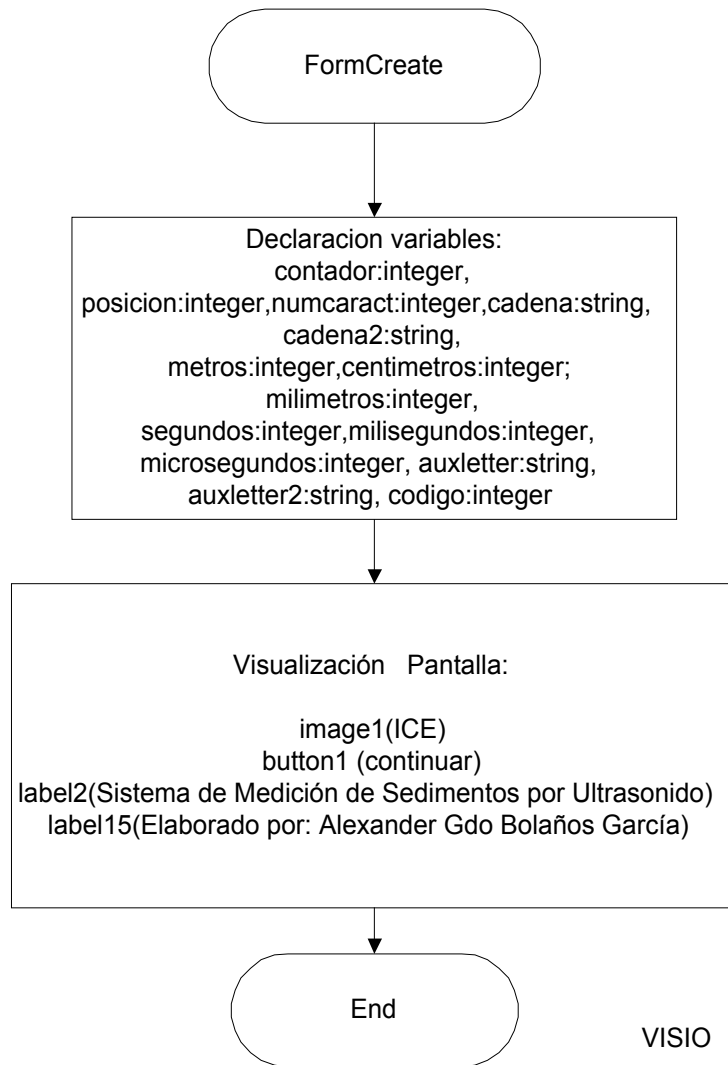 FormCreate
Declaracion variables:
contador:integer,
posicion:integer,numcaract:integer,cadena:string,
cadena2:string,
metros:integer,centimetros:integer;
milimetros:integer,
segundos:integer,milisegundos:integer,
microsegundos:integer, auxletter:string,
auxletter2:string, codigo:integer
Visualización Pantalla:
image1(ICE)
button1 (continuar)
label2(Sistema de Medición de Sedimentos por Ultrasonido)
label15(Elaborado por: Alexander Gdo Bolaños García)
End
VISIO